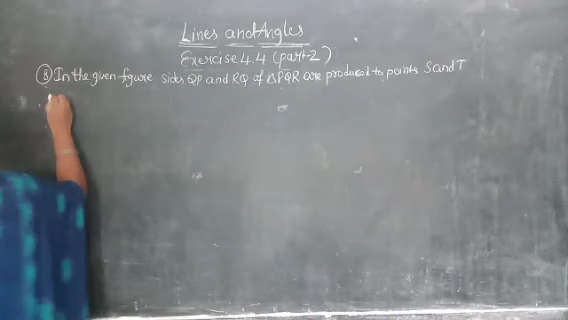 Lines and Angles
Exercise 4.4 (part-2)
③ In the given figure sides QP and RQ of ΔPQR are produced to points S and T